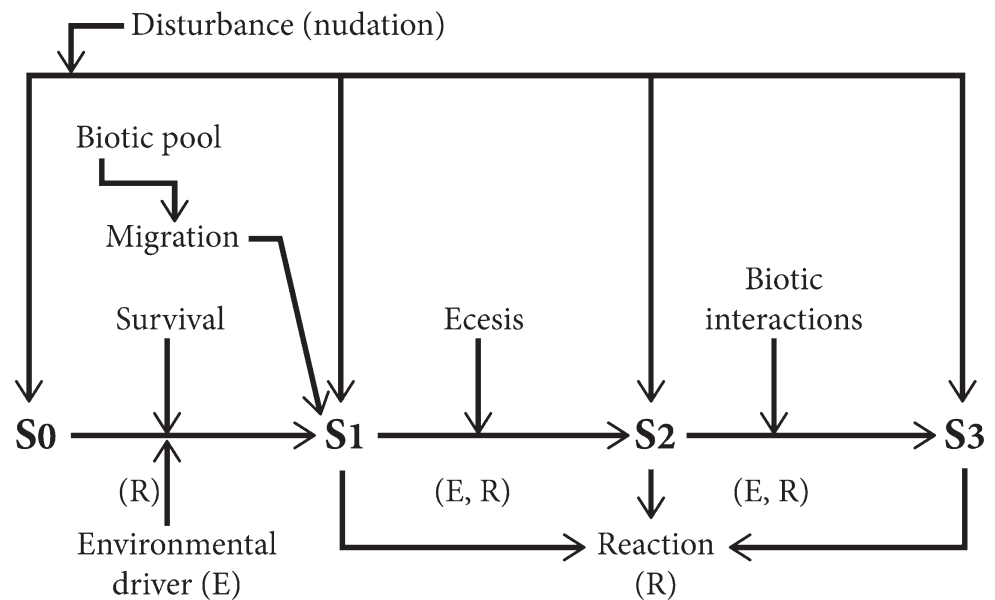 Disturbance (nudation)
Biotic pool
Migration
Survival
Ecesis
Biotic
interactions
S0
S1
S2
S3
(R)
(E, R)
(E, R)
Environmental
driver (E)
Reaction
(R)